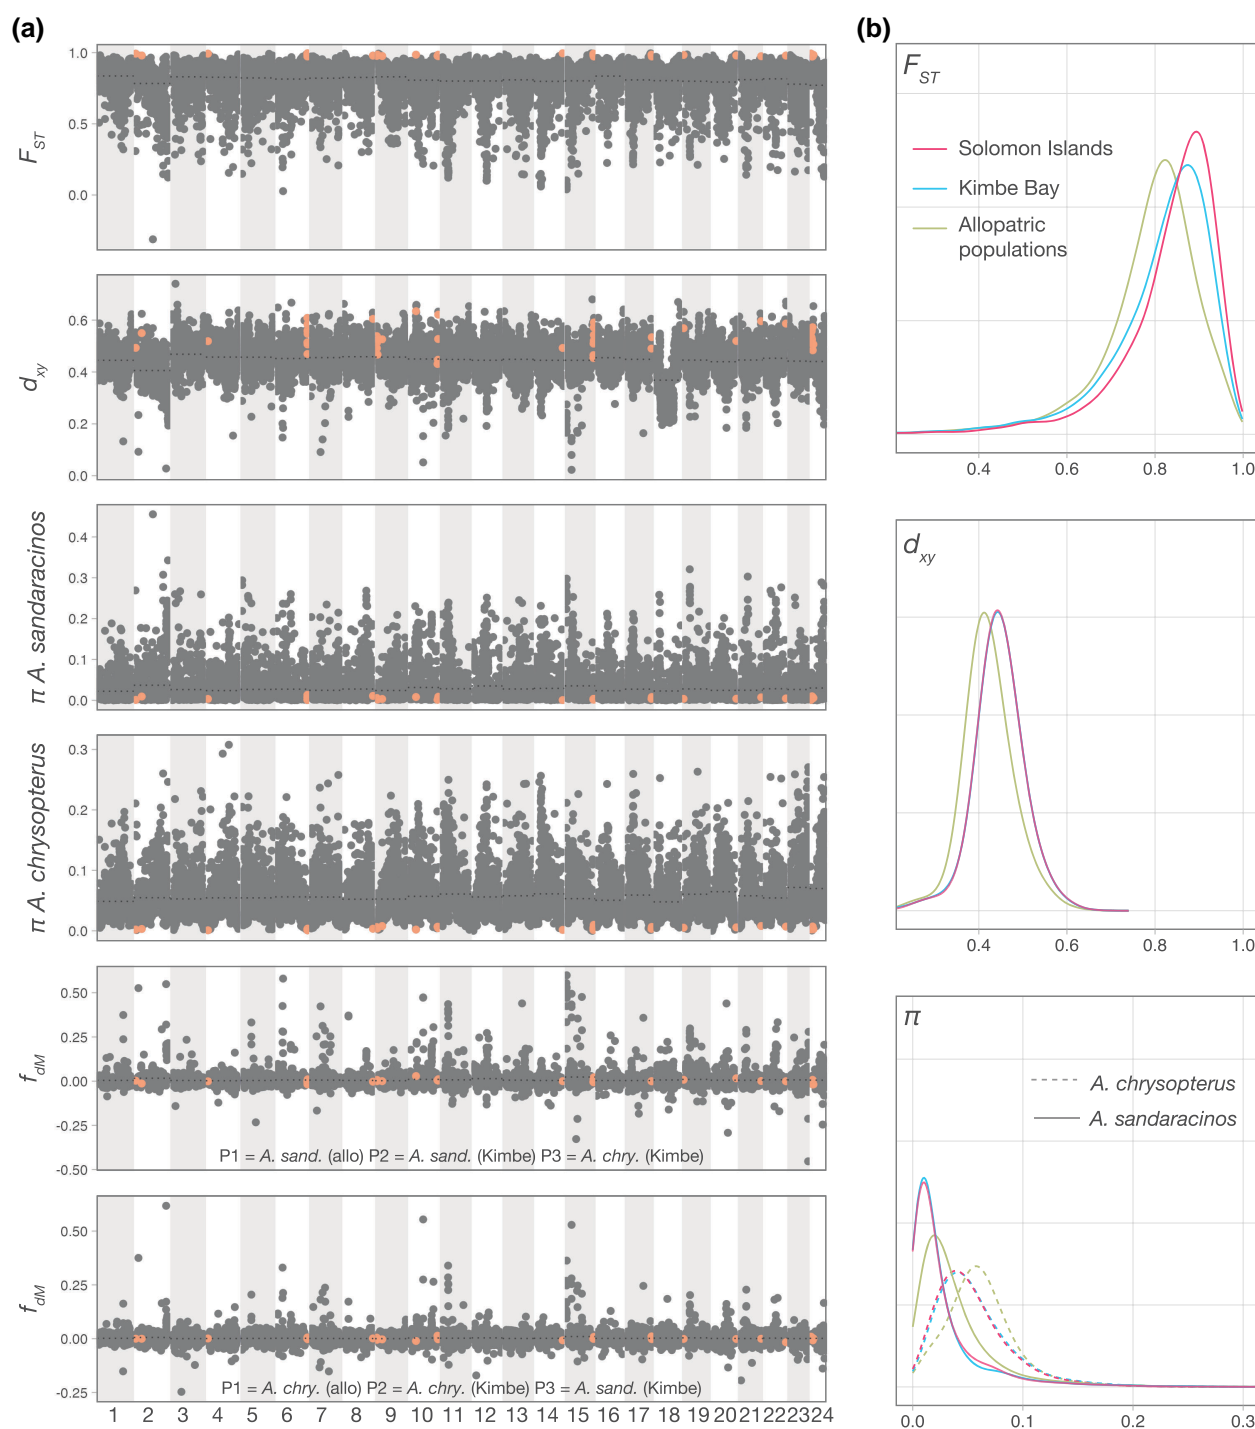 (a)
(b)
1.0
0.5
0.0
F_ST
0.6
0.4
0.2
0.0
d_xy
0.4
0.3
0.2
0.1
0.0
π A. sandaracinos
0.3
0.2
0.1
0.0
π A. chrysopterus
0.50
0.25
0.00
-0.25
-0.50
f_dM
P1 = A. sand. (allo) P2 = A. sand. (Kimbe) P3 = A. chry. (Kimbe)
0.50
0.25
0.00
-0.25
f_dM
P1 = A. chry. (allo) P2 = A. chry. (Kimbe) P3 = A. sand. (Kimbe)
1 2 3 4 5 6 7 8 9 10 11 12 13 14 15 16 17 18 19 20 21 22 23 24
F_ST
Solomon Islands
Kimbe Bay
Allopatric
populations
0.4 0.6 0.8 1.0
d_xy
0.4 0.6 0.8 1.0
π
A. chrysopterus
A. sandaracinos
0.0 0.1 0.2 0.3